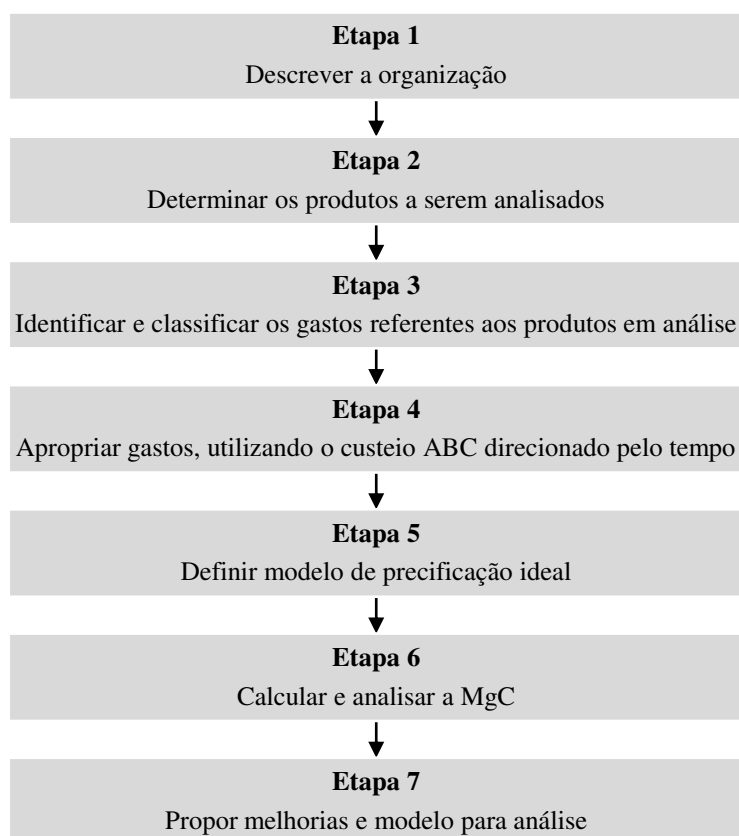 Etapa 1
Descrever a organização
Etapa 2
Determinar os produtos a serem analisados
Etapa 3
Identificar e classificar os gastos referentes aos produtos em análise
Etapa 4
Apropriar gastos, utilizando o custeio ABC direcionado pelo tempo
Etapa 5
Definir modelo de precificação ideal
Etapa 6
Calcular e analisar a MgC
Etapa 7
Propor melhorias e modelo para análise